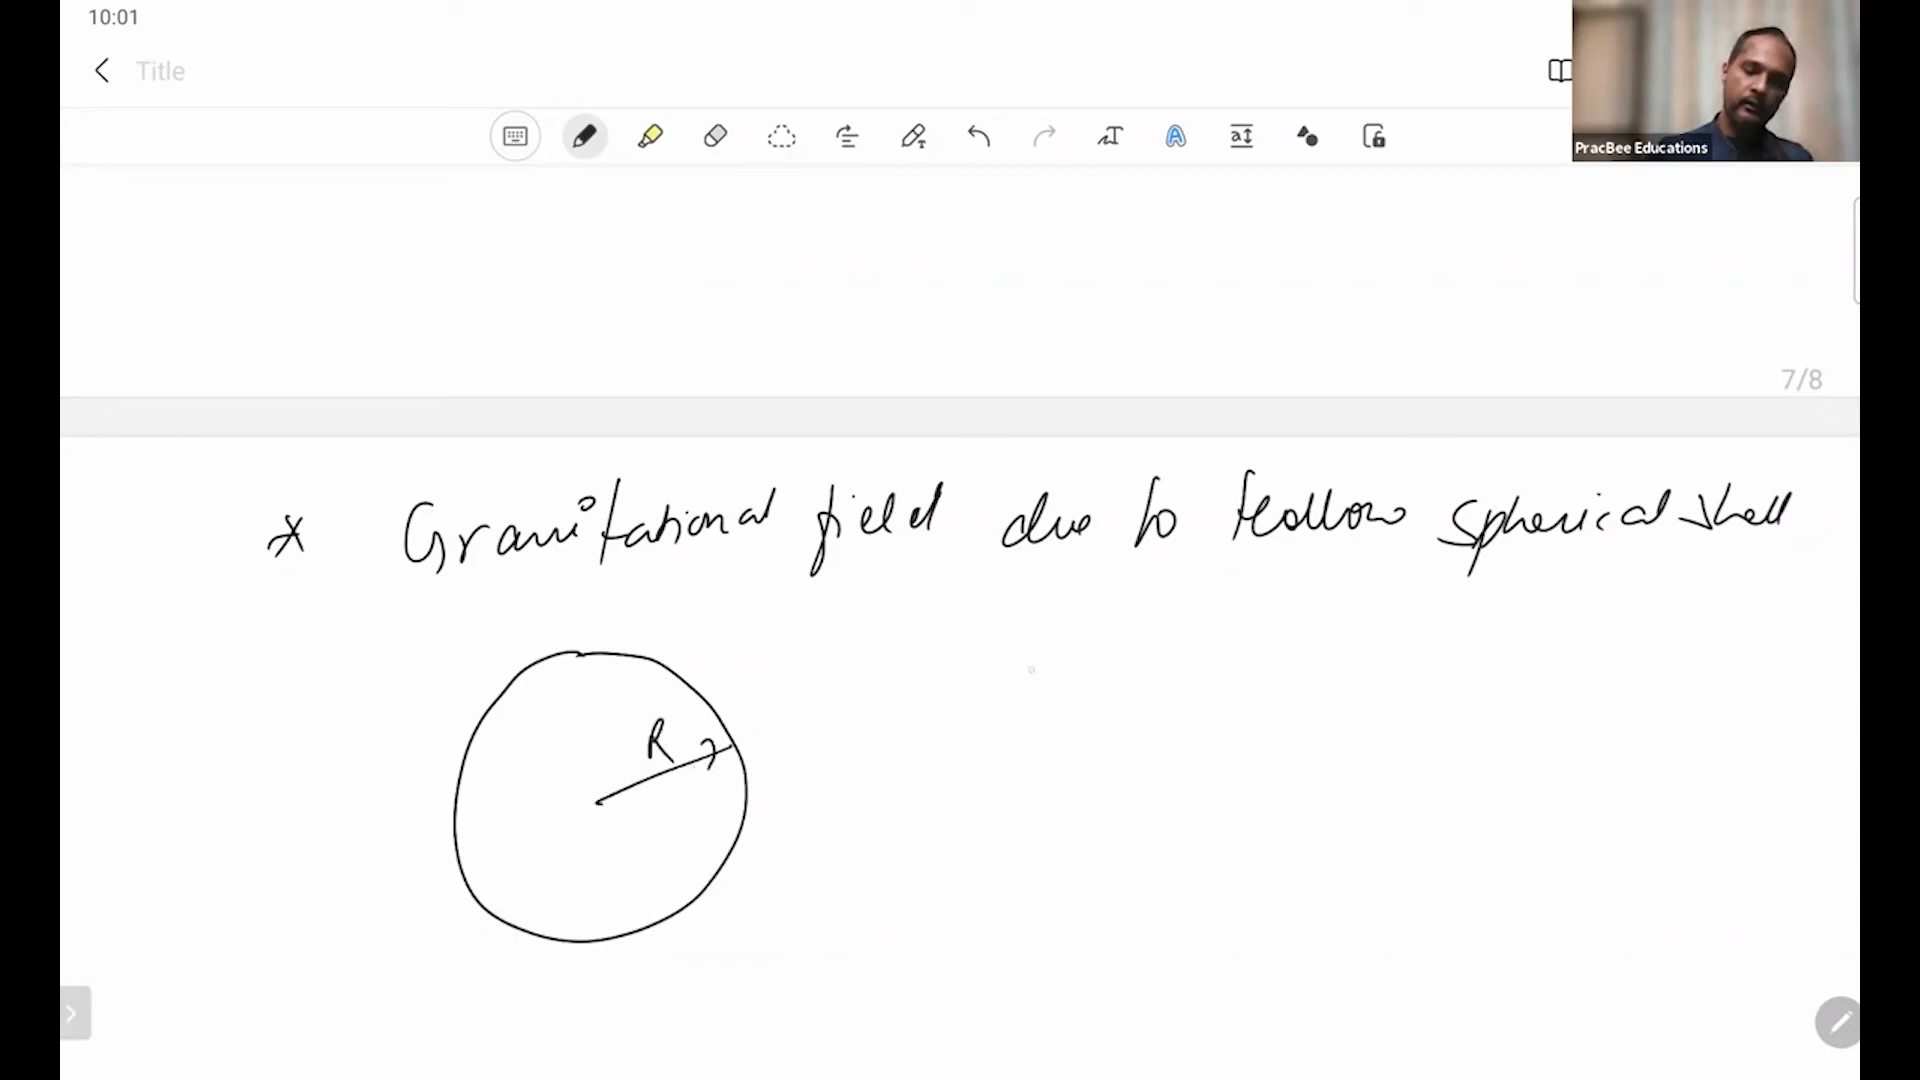 10:01
Title
PracBee Educations
7/8
* Gravitational field due to Hollow Spherical shell
R